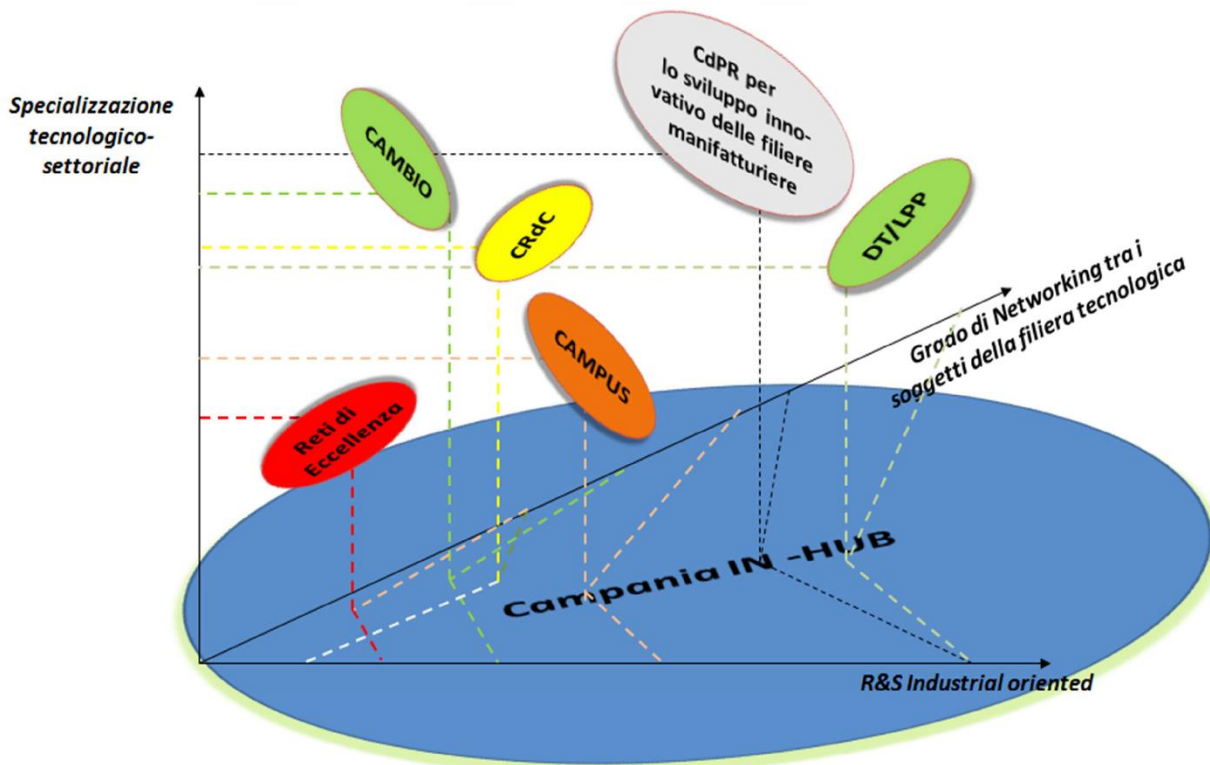 Specializzazione
tecnologico-
settoriale
CAMBIO
CRdC
CdPR per
lo sviluppo inno-
vativo delle filiere
manifatturiere
DT/LPP
CAMPUS
Reti di
Eccellenza
Grado di Networking tra i
soggetti della filiera tecnologica
Campania IN -HUB
R&S Industrial oriented